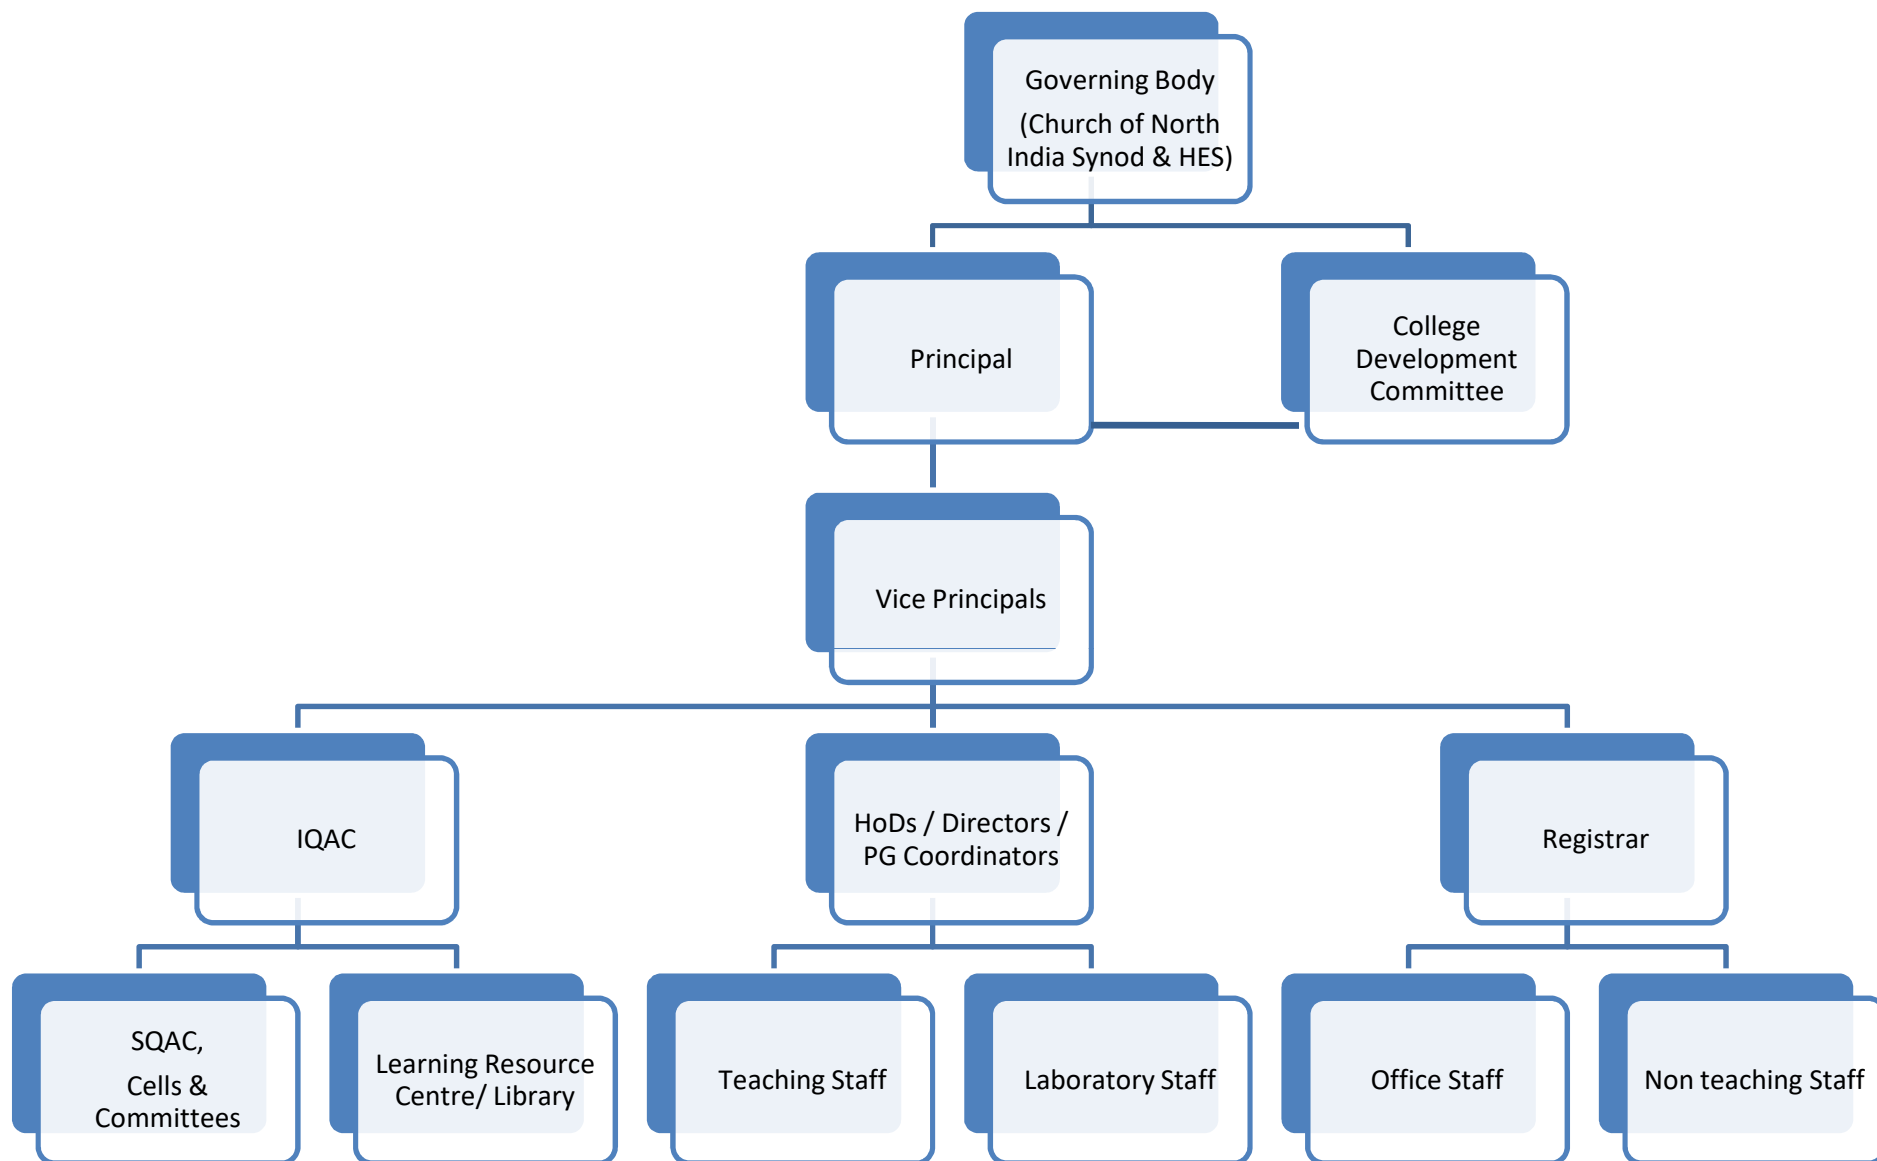 Governing Body
(Church of North
India Synod & HES)
Principal
College
Development
Committee
Vice Principals
IQAC
HoDs / Directors /
PG Coordinators
Registrar
SQAC,
Cells &
Committees
Learning Resource
Centre/ Library
Teaching Staff
Laboratory Staff
Office Staff
Non teaching Staff